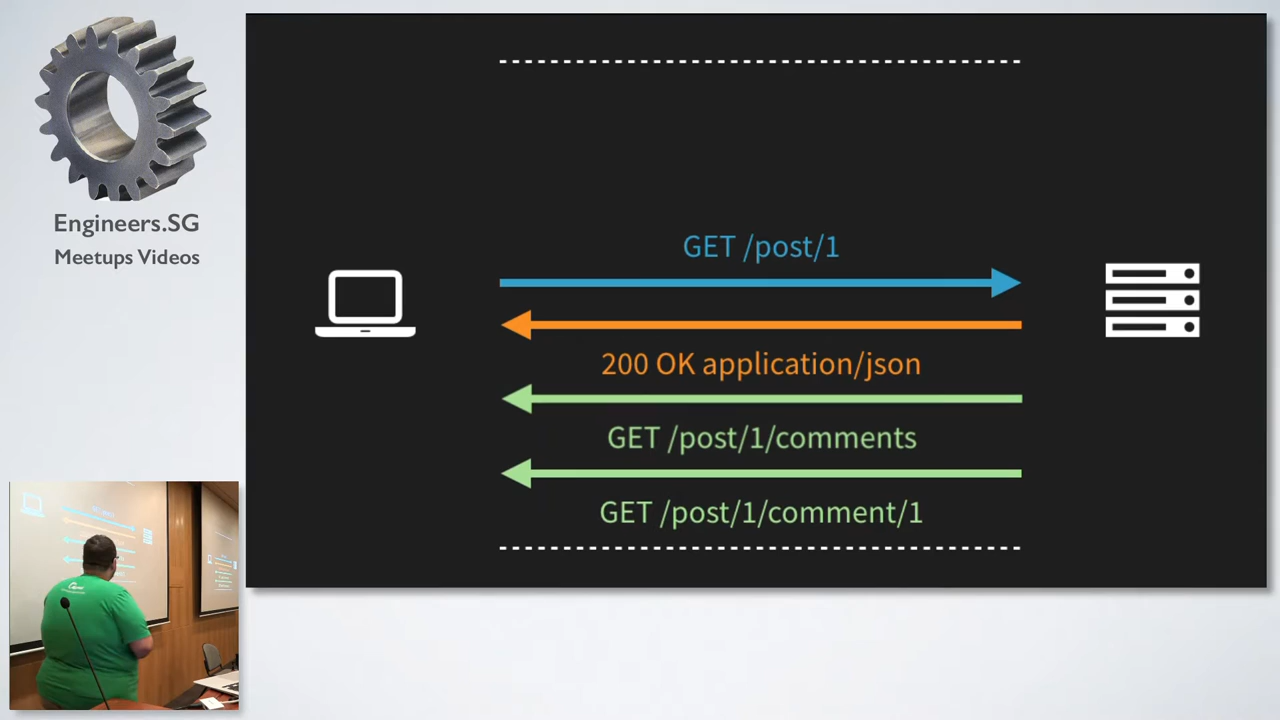 Engineers.SG
Meetups Videos
GET /post/1
200 OK application/json
GET /post/1/comments
GET /post/1/comment/1